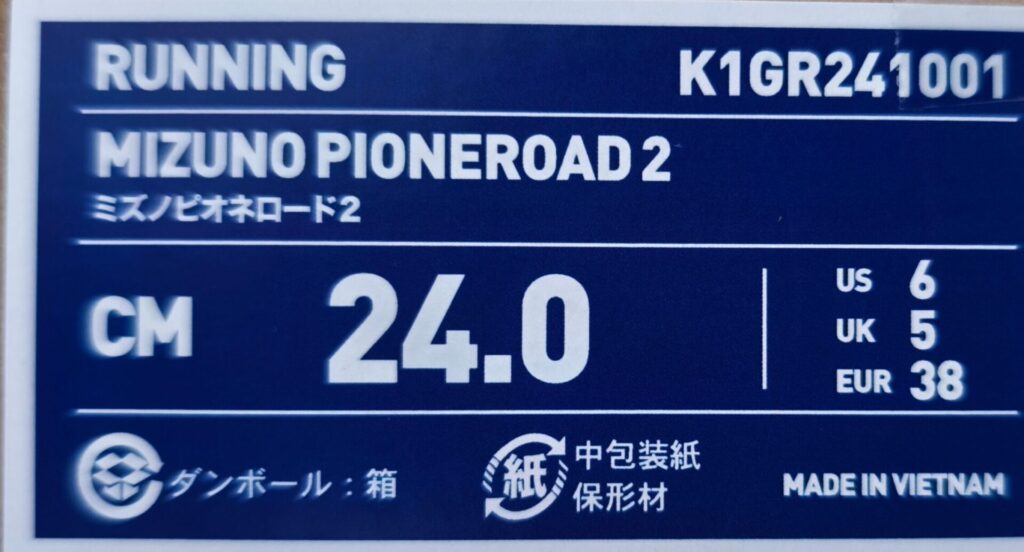 RUNNING K1GR241001
MIZUNO PIONEROAD 2
ミズノピオネロード2
CM 24.0
US 6
UK 5
EUR 38
ダンボール：箱
紙
中包装紙
保形材
MADE IN VIETNAM